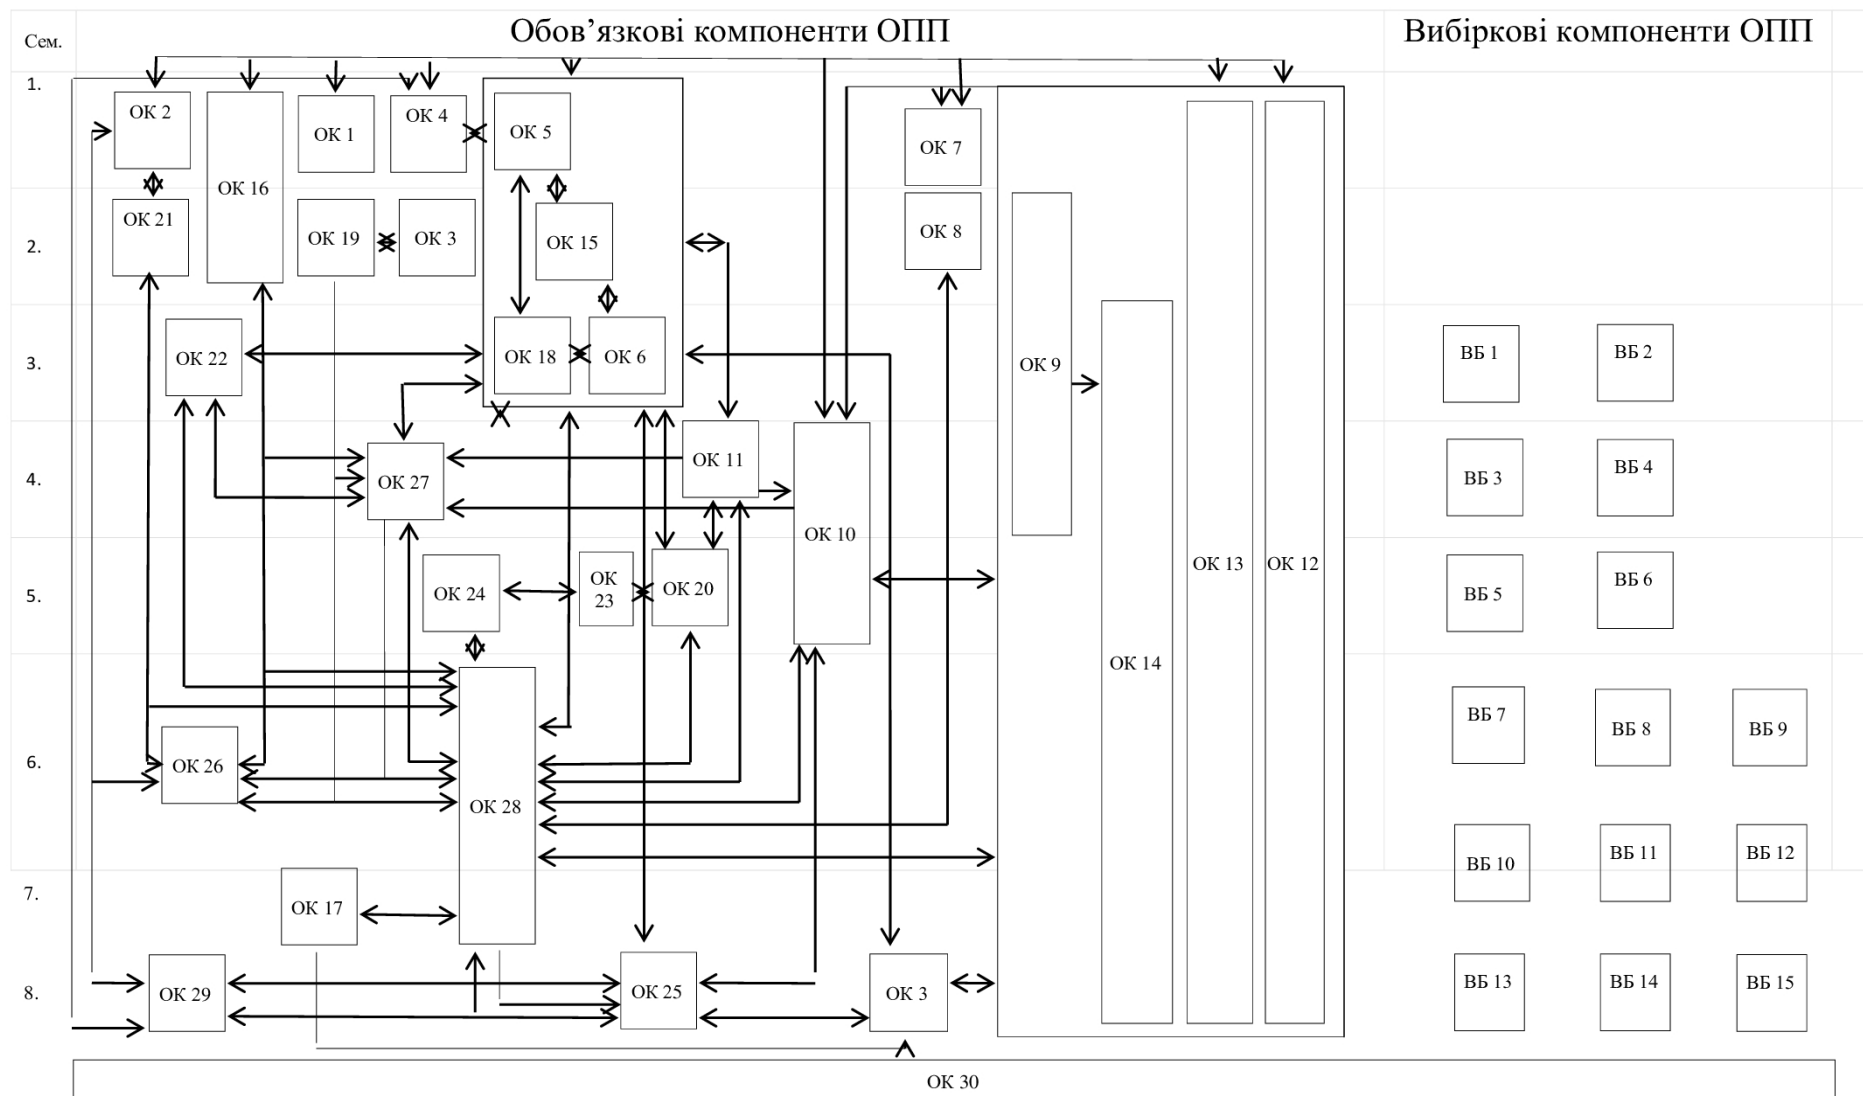 Обов’язкові компоненти ОПП
Вибіркові компоненти ОПП
Сем.
1.
ОК 2
ОК 16
ОК 1
ОК 4
ОК 5
ОК 7
ОК 21
ОК 19
ОК 3
ОК 15
ОК 8
2.
ОК 22
ОК 18
ОК 6
ОК 9
ВБ 1
ВБ 2
3.
ОК 27
ОК 11
ОК 10
ВБ 3
ВБ 4
4.
ОК 24
ОК
23
ОК 20
ОК 13
ОК 12
ВБ 5
ВБ 6
5.
ОК 14
ОК 26
ОК 28
ВБ 7
ВБ 8
ВБ 9
6.
ВБ 10
ВБ 11
ВБ 12
7.
ОК 17
ОК 29
ОК 25
ОК 3
ВБ 13
ВБ 14
ВБ 15
8.
ОК 30